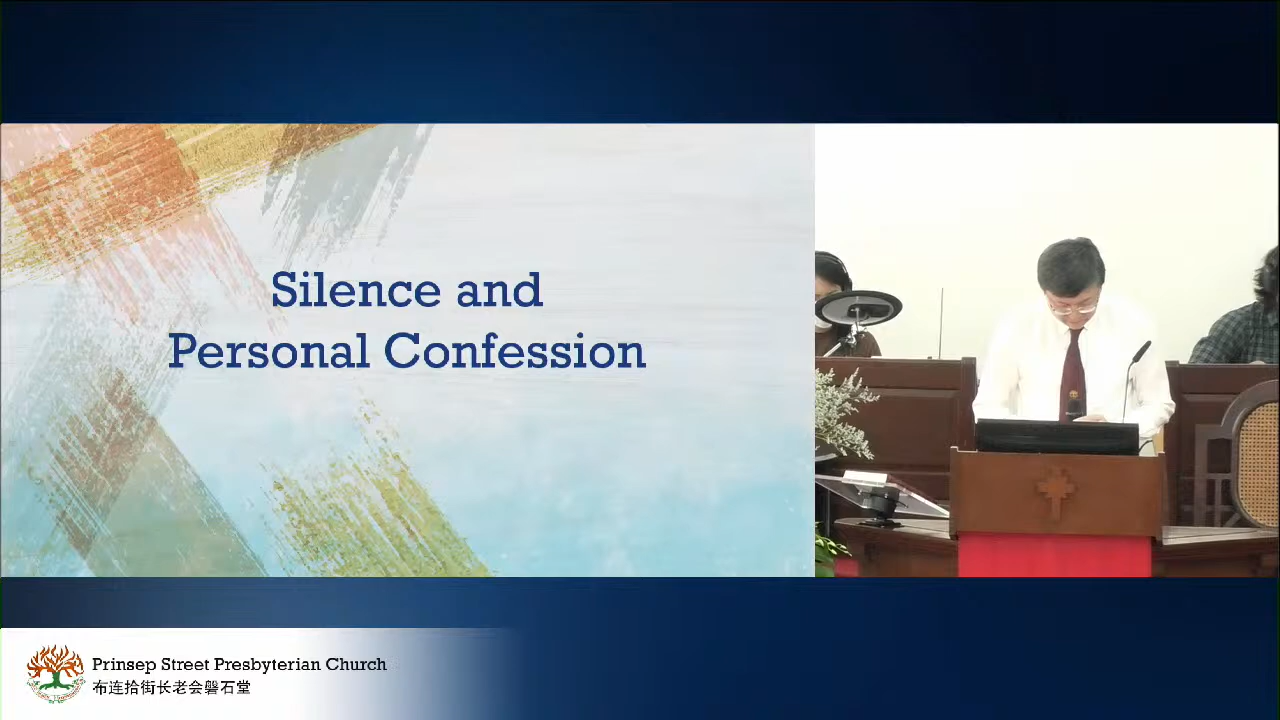 Silence and
Personal Confession
Prinsep Street Presbyterian Church
布连拾街长老会磐石堂